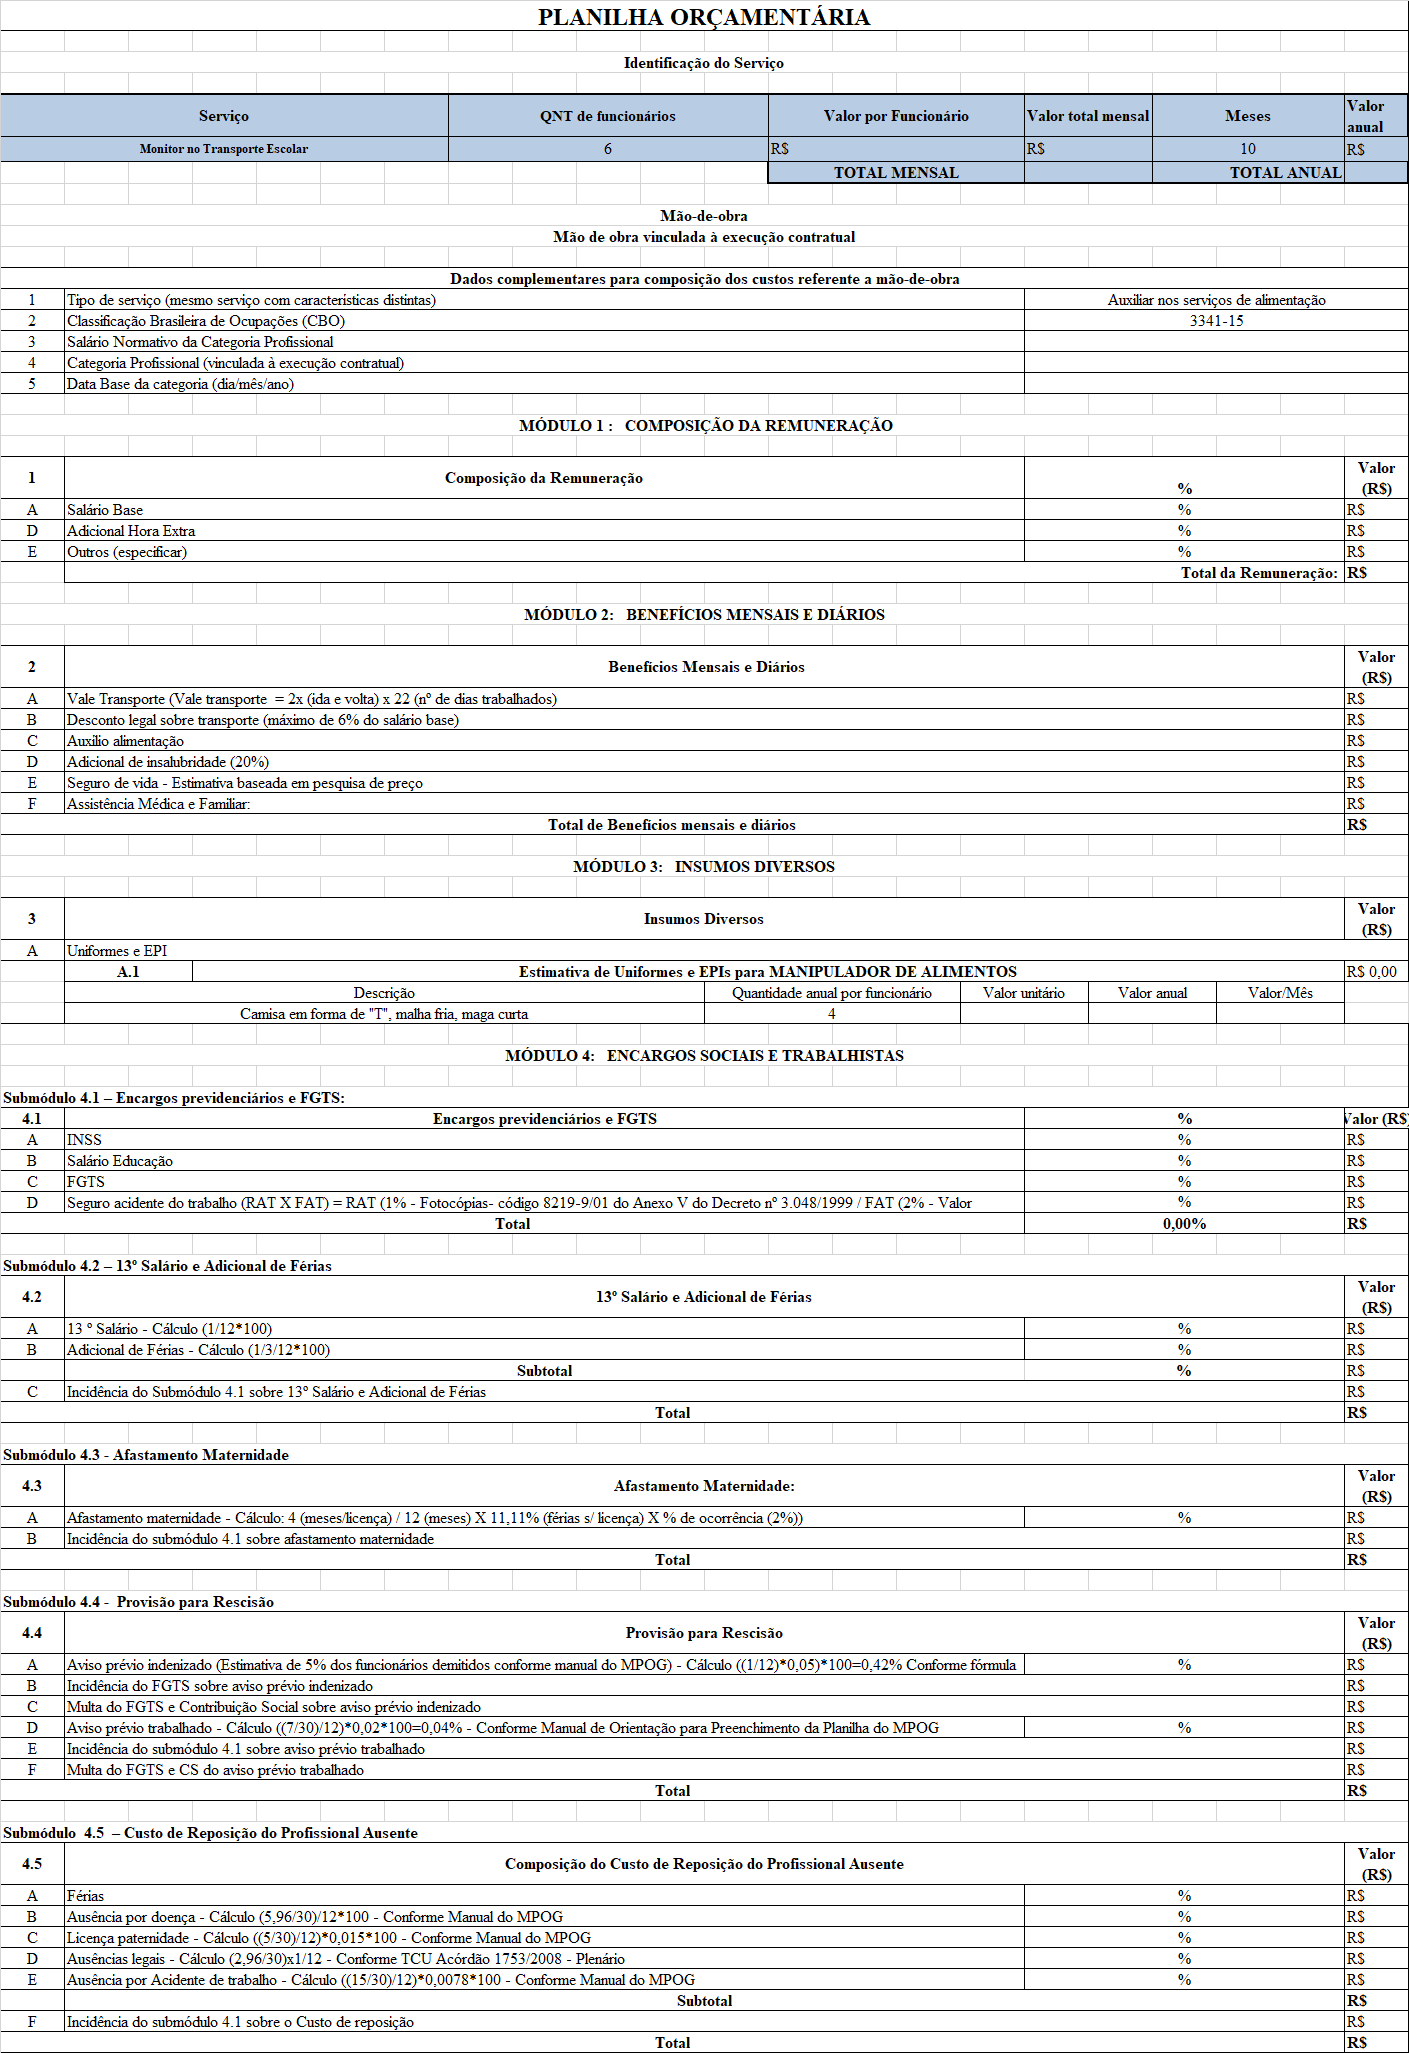 PLANILHA ORÇAMENTÁRIA
Identificação do Serviço
Serviço QNT de funcionários Valor por Funcionário Valor total mensal Meses Valor anual
Monitor no Transporte Escolar 6 R$ R$ 10 R$
TOTAL MENSAL TOTAL ANUAL
Mão-de-obra
Mão de obra vinculada à execução contratual
Dados complementares para composição dos custos referente a mão-de-obra
1 Tipo de serviço (mesmo serviço com caracteristicas distintas) Auxiliar nos serviços de alimentação
2 Classificação Brasileira de Ocupações (CBO) 3341-15
3 Salário Normativo da Categoria Profissional
4 Categoria Profissional (vinculada à execução contratual)
5 Data Base da categoria (dia/mês/ano)
MÓDULO 1 : COMPOSIÇÃO DA REMUNERAÇÃO
1 Composição da Remuneração % Valor (R$)
A Salário Base % R$
D Adicional Hora Extra % R$
E Outros (especificar) % R$
Total da Remuneração: R$
MÓDULO 2: BENEFÍCIOS MENSAIS E DIÁRIOS
2 Benefícios Mensais e Diários Valor (R$)
A Vale Transporte (Vale transporte = 2x (ida e volta) x 22 (nº de dias trabalhados) R$
B Desconto legal sobre transporte (máximo de 6% do salário base) R$
C Auxilio alimentação R$
D Adicional de insalubridade (20%) R$
E Seguro de vida - Estimativa baseada em pesquisa de preço R$
F Assistência Médica e Familiar: R$
Total de Benefícios mensais e diários R$
MÓDULO 3: INSUMOS DIVERSOS
3 Insumos Diversos Valor (R$)
A Uniformes e EPI
A.1 Estimativa de Uniformes e EPIs para MANIPULADOR DE ALIMENTOS R$ 0,00
Descrição Quantidade anual por funcionário Valor unitário Valor anual Valor/Mês
Camisa em forma de "T", malha fria, maga curta 4
MÓDULO 4: ENCARGOS SOCIAIS E TRABALHISTAS
Submódulo 4.1 – Encargos previdenciários e FGTS:
4.1 Encargos previdenciários e FGTS % Valor (R$)
A INSS % R$
B Salário Educação % R$
C FGTS % R$
D Seguro acidente do trabalho (RAT X FAT) = RAT (1% - Fotocópias- código 8219-9/01 do Anexo V do Decreto nº 3.048/1999 / FAT (2% - Valor % R$
Total 0,00% R$
Submódulo 4.2 – 13º Salário e Adicional de Férias
4.2 13º Salário e Adicional de Férias Valor (R$)
A 13 º Salário - Cálculo (1/12*100) % R$
B Adicional de Férias - Cálculo (1/3/12*100) % R$
Subtotal % R$
C Incidência do Submódulo 4.1 sobre 13º Salário e Adicional de Férias R$
Total R$
Submódulo 4.3 - Afastamento Maternidade
4.3 Afastamento Maternidade: Valor (R$)
A Afastamento maternidade - Cálculo: 4 (meses/licença) / 12 (meses) X 11,11% (férias s/ licença) X % de ocorrência (2%)) % R$
B Incidência do submódulo 4.1 sobre afastamento maternidade R$
Total R$
Submódulo 4.4 - Provisão para Rescisão
4.4 Provisão para Rescisão Valor (R$)
A Aviso prévio indenizado (Estimativa de 5% dos funcionários demitidos conforme manual do MPOG) - Cálculo ((1/12)*0,05)*100=0,42% Conforme fórmula % R$
B Incidência do FGTS sobre aviso prévio indenizado R$
C Multa do FGTS e Contribuição Social sobre aviso prévio indenizado R$
D Aviso prévio trabalhado - Cálculo ((7/30)/12)*0,02*100=0,04% - Conforme Manual de Orientação para Preenchimento da Planilha do MPOG % R$
E Incidência do submódulo 4.1 sobre aviso prévio trabalhado R$
F Multa do FGTS e CS do aviso prévio trabalhado R$
Total R$
Submódulo 4.5 – Custo de Reposição do Profissional Ausente
4.5 Composição do Custo de Reposição do Profissional Ausente Valor (R$)
A Férias % R$
B Ausência por doença - Cálculo (5,96/30)/12*100 - Conforme Manual do MPOG % R$
C Licença paternidade - Cálculo ((5/30)/12)*0,015*100 - Conforme Manual do MPOG % R$
D Ausências legais - Cálculo (2,96/30)x1/12 - Conforme TCU Acórdão 1753/2008 - Plenário % R$
E Ausência por Acidente de trabalho - Cálculo ((15/30)/12)*0,0078*100 - Conforme Manual do MPOG % R$
Subtotal R$
F Incidência do submódulo 4.1 sobre o Custo de reposição R$
Total R$